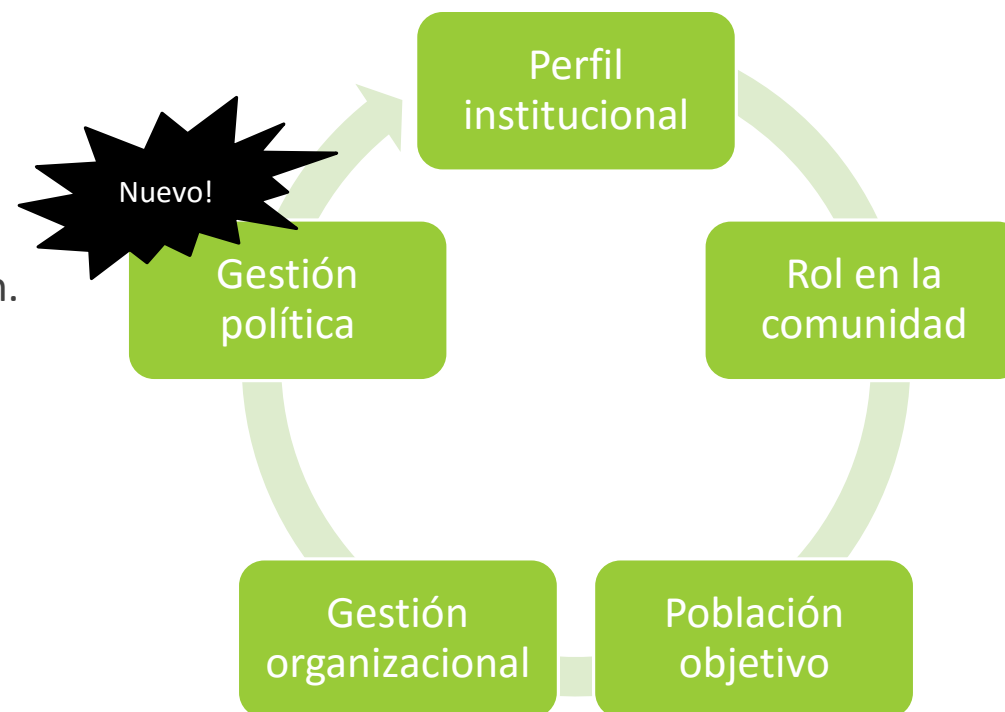 Perfil
institucional
Nuevo!
Gestión
política
Rol en la
comunidad
Gestión
organizacional
Población
objetivo